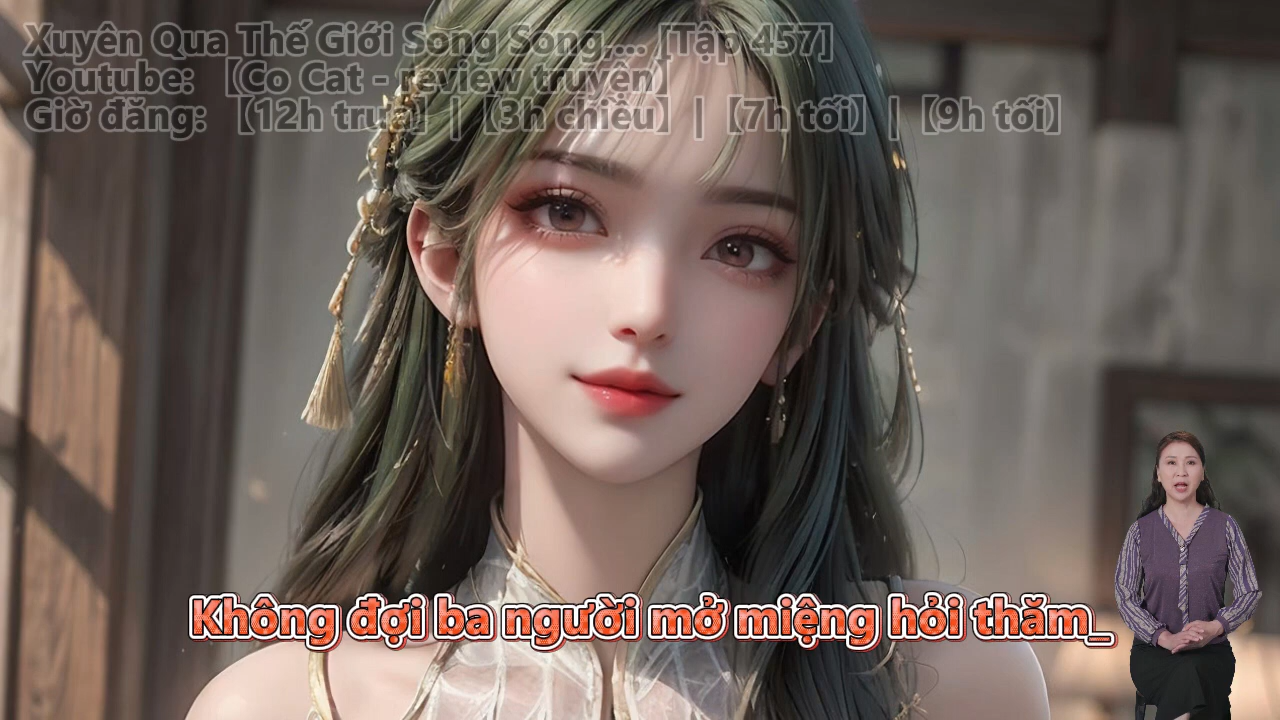 Xuyên Qua Thế Giới Song Song,... [Tập 457]
Youtube: 【Co Cat - review truyện】
Giờ đăng: 【12h trưa】 | 【3h chiều】 | 【7h tối】 | 【9h tối】
Không đợi ba người mở miệng hỏi thăm_